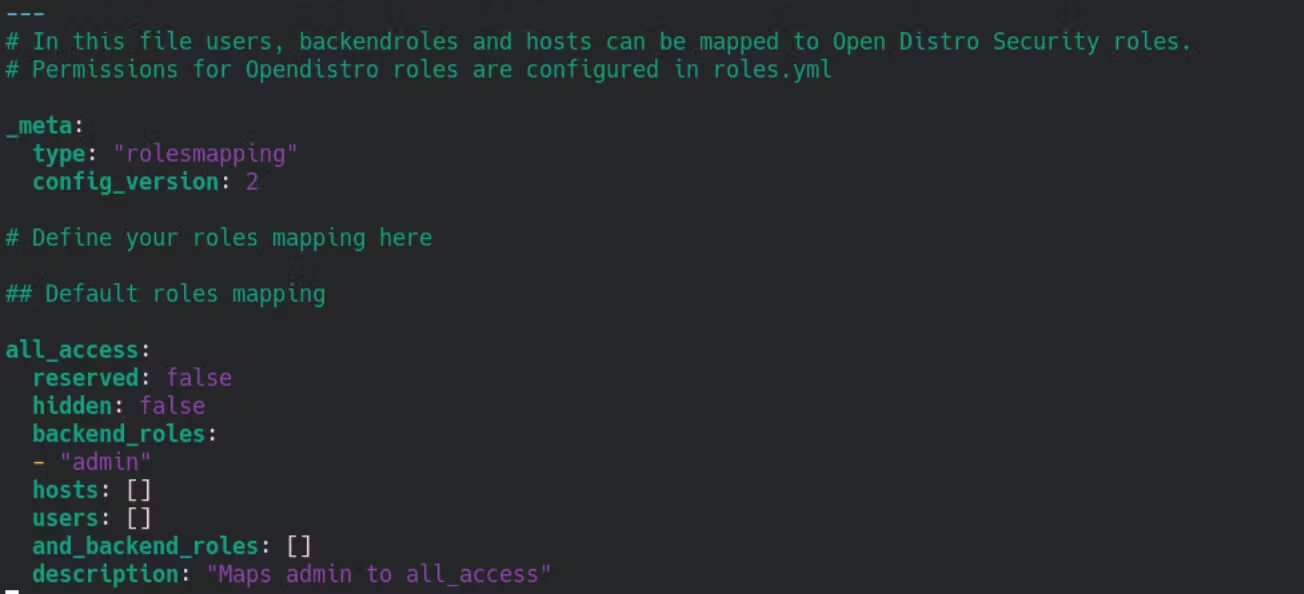 ---
# In this file users, backendroles and hosts can be mapped to Open Distro Security roles.
# Permissions for Opendistro roles are configured in roles.yml
_meta:
  type: "rolesmapping"
  config_version: 2
# Define your roles mapping here
## Default roles mapping
all_access:
  reserved: false
  hidden: false
  backend_roles:
  - "admin"
  hosts: []
  users: []
  and_backend_roles: []
  description: "Maps admin to all_access"